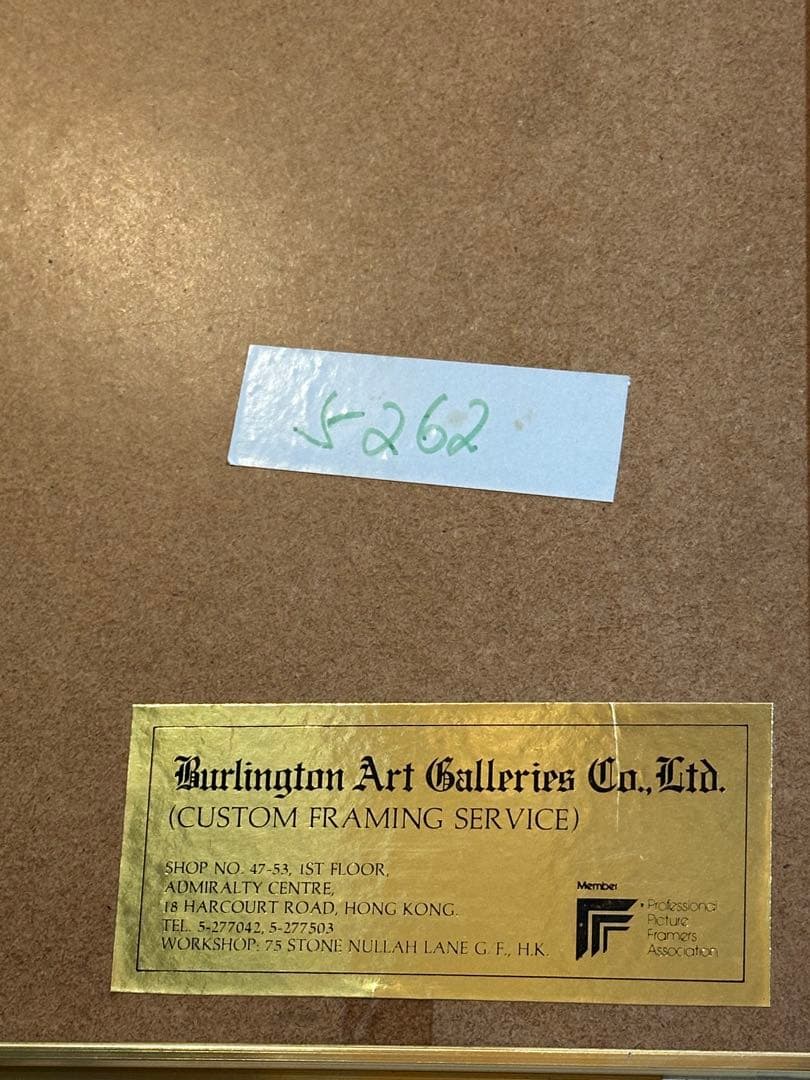 5262
Burlington Art Galleries Co., Ltd.
(CUSTOM FRAMING SERVICE)
SHOP NO. 47-53, 1ST FLOOR,
ADMIRALTY CENTRE,
18 HARCOURT ROAD, HONG KONG.
TEL. 5-277042, 5-277503
WORKSHOP: 75 STONE NULLAH LANE G. F., H.K.
Member
Professional
Picture
Framers
Association